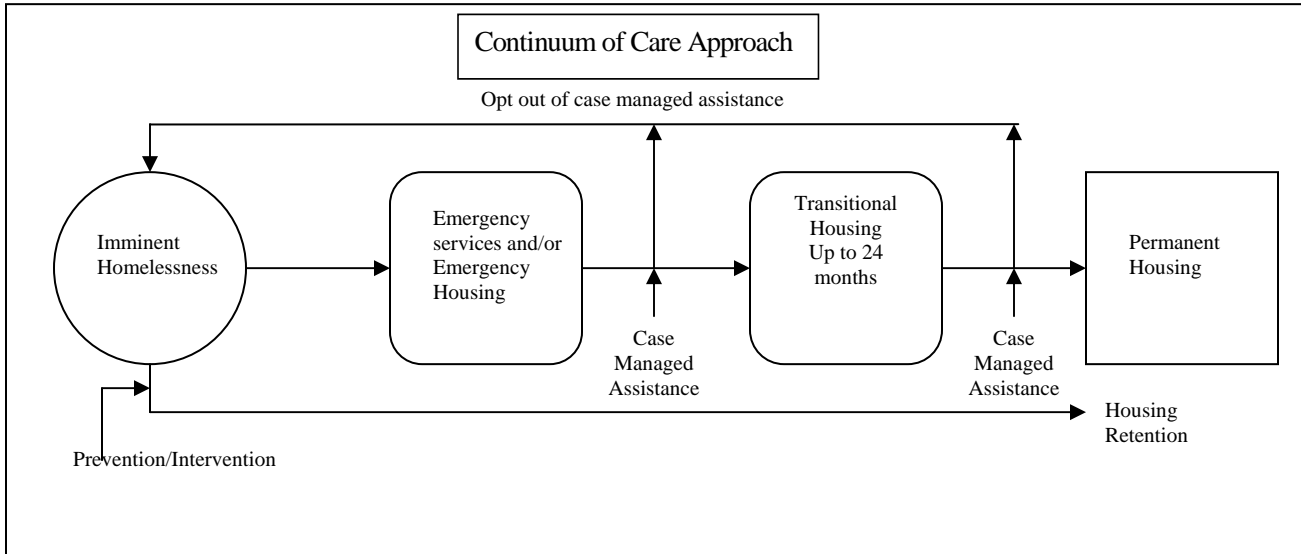 Continuum of Care Approach
Opt out of case managed assistance
Imminent
Homelessness
Emergency
services and/or
Emergency
Housing
Transitional
Housing
Up to 24
months
Permanent
Housing
Case
Managed
Assistance
Case
Managed
Assistance
Housing
Retention
Prevention/Intervention